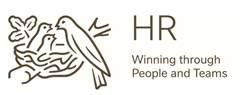 HR
Winning through
People and Teams